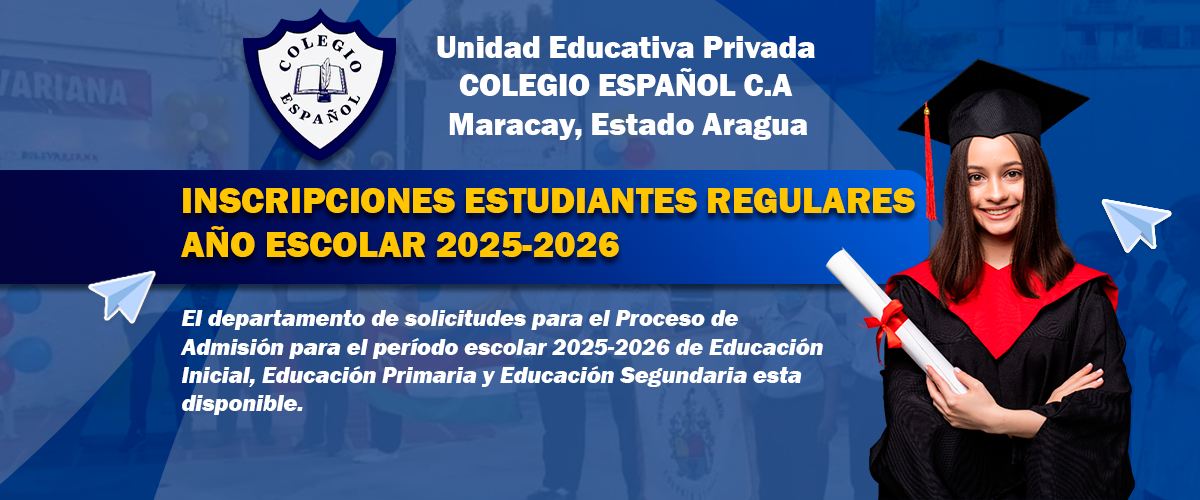 COLEGIO
ESPAÑOL
Unidad Educativa Privada
COLEGIO ESPAÑOL C.A
Maracay, Estado Aragua
VARIANA
BOLIVARIANA
INSCRIPCIONES ESTUDIANTES REGULARES
AÑO ESCOLAR 2025-2026
El departamento de solicitudes para el Proceso de
Admisión para el período escolar 2025-2026 de Educación
Inicial, Educación Primaria y Educación Segundaria esta
disponible.